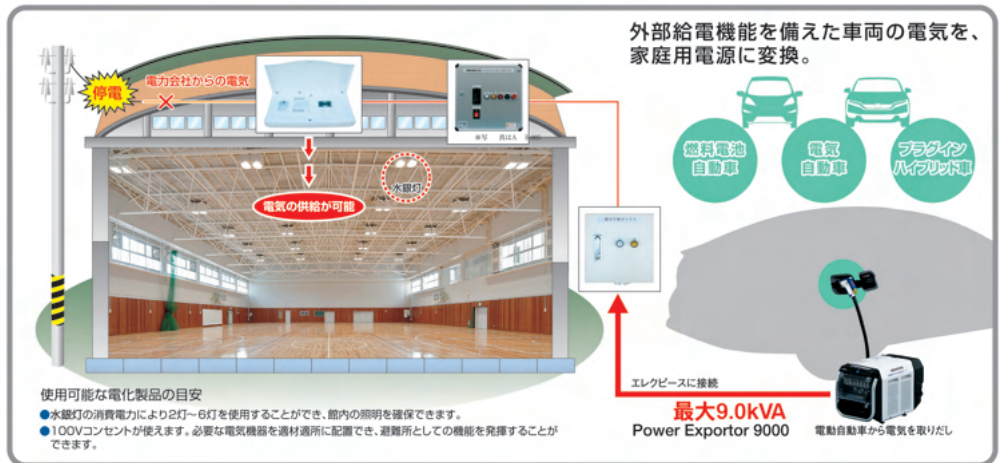 外部給電機能を備えた車両の電気を、
家庭用電源に変換。
停電
電力会社からの電気
水銀灯
電気の供給が可能
燃料電池
自動車
電気
自動車
プラグイン
ハイブリッド車
エレクピースに接続
最大9.0kVA
Power Exportor 9000
電動自動車から電気を取りだし
使用可能な電化製品の目安
●水銀灯の消費電力により2灯~6灯を使用することができ、館内の照明を確保できます。
●100Vコンセントが使えます。必要な電気機器を適材適所に配置でき、避難所としての機能を発揮することが
できます。